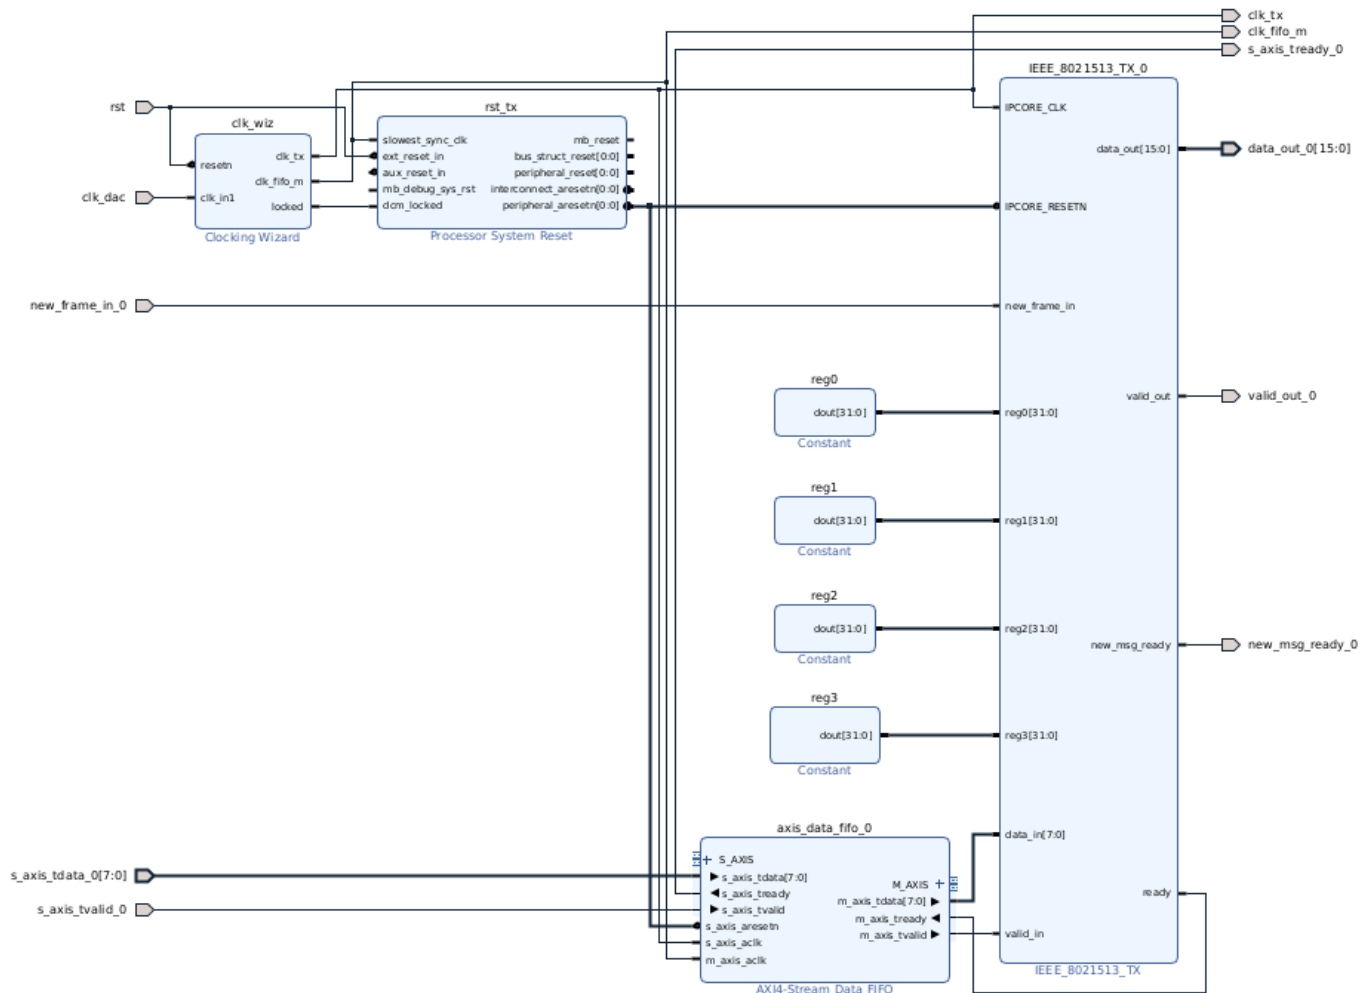 clk_tx
clk_fifo_m
s_axis_tready_0
IEEE_8021513_TX_0
rst
rst_tx
IPCORE_CLK
clk_wiz
resetn
clk_tx
clk_fifo_m
clk_in1
locked
Clocking Wizard
clk_dac
slowest_sync_clk
ext_reset_in
aux_reset_in
mb_debug_sys_rst
dcm_locked
mb_reset
bus_struct_reset[0:0]
peripheral_reset[0:0]
interconnect_aresetn[0:0]
peripheral_aresetn[0:0]
Processor System Reset
data_out[15:0]
data_out_0[15:0]
IPCORE_RESETN
new_frame_in_0
new_frame_in
reg0
dout[31:0]
Constant
reg0[31:0]
valid_out
valid_out_0
reg1
dout[31:0]
Constant
reg1[31:0]
reg2
dout[31:0]
Constant
reg2[31:0]
new_msg_ready
new_msg_ready_0
reg3
dout[31:0]
Constant
reg3[31:0]
axis_data_fifo_0
data_in[7:0]
s_axis_tdata_0[7:0]
s_axis_tvalid_0
S_AXIS
s_axis_tdata[7:0]
s_axis_tready
s_axis_tvalid
s_axis_aresetn
s_axis_aclk
m_axis_aclk
M_AXIS
m_axis_tdata[7:0]
m_axis_tready
m_axis_tvalid
ready
valid_in
IEEE_8021513_TX
AXI4-Stream Data FIFO